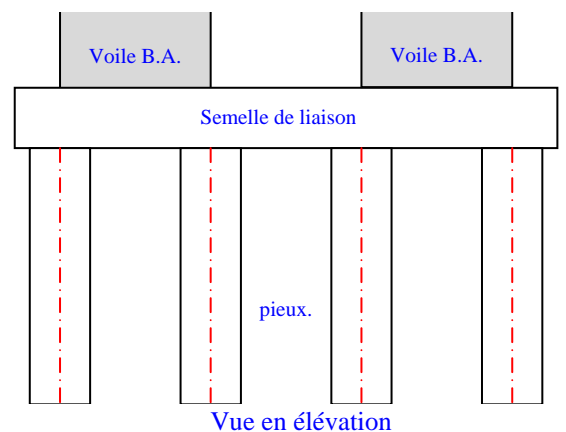 Voile B.A.
Voile B.A.
Semelle de liaison
pieux.
Vue en élévation